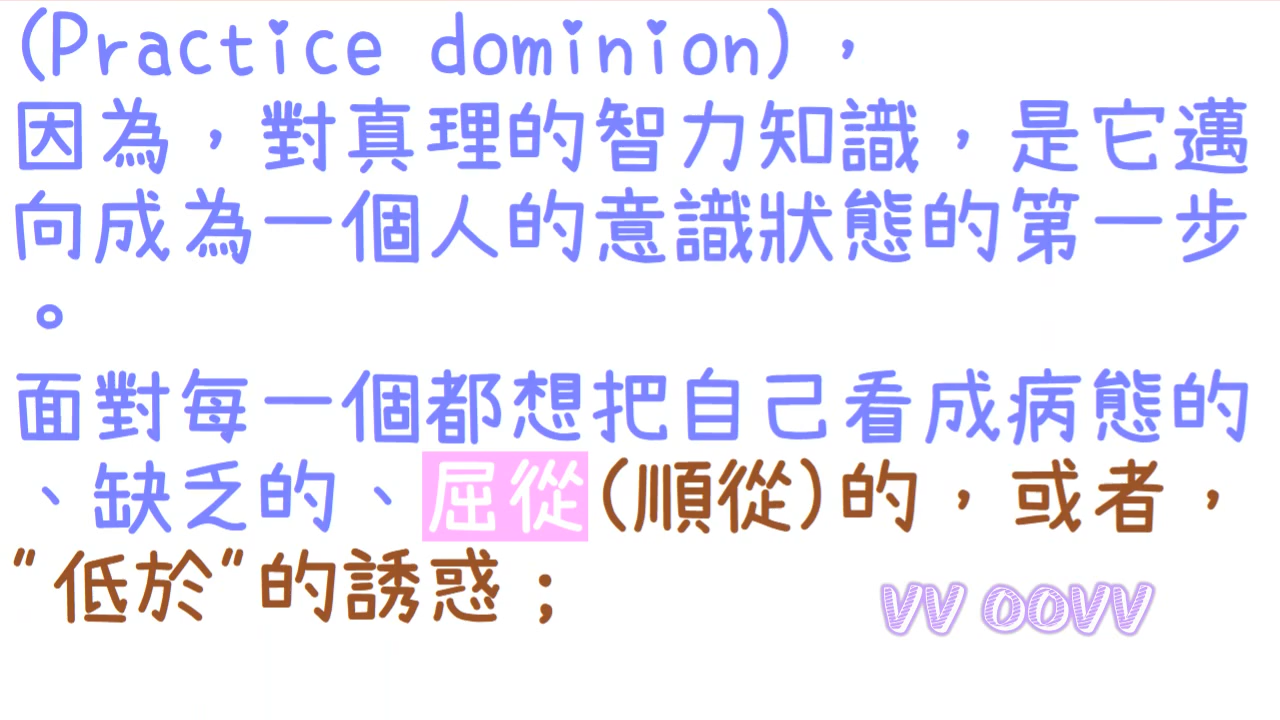 (Practice dominion)，
因為，對真理的智力知識，是它邁
向成為一個人的意識狀態的第一步
。
面對每一個都想把自己看成病態的
、缺乏的、屈從(順從)的，或者，
"低於"的誘惑；
VV OOVV